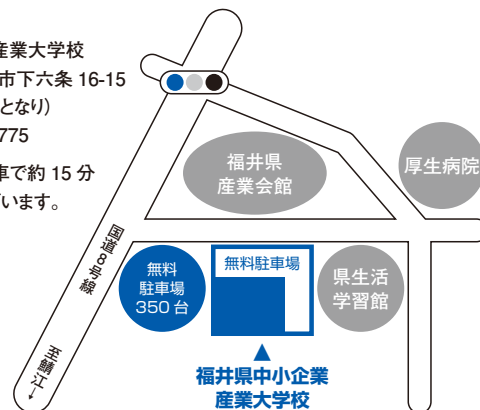 産業大学校
市下六条 16-15
となり)
775
車で約 15 分
います。
福井県
産業会館
厚生病院
国道8号線
無料
駐車場
350 台
無料駐車場
県生活
学習館
至鯖江→
▲
福井県中小企業
産業大学校